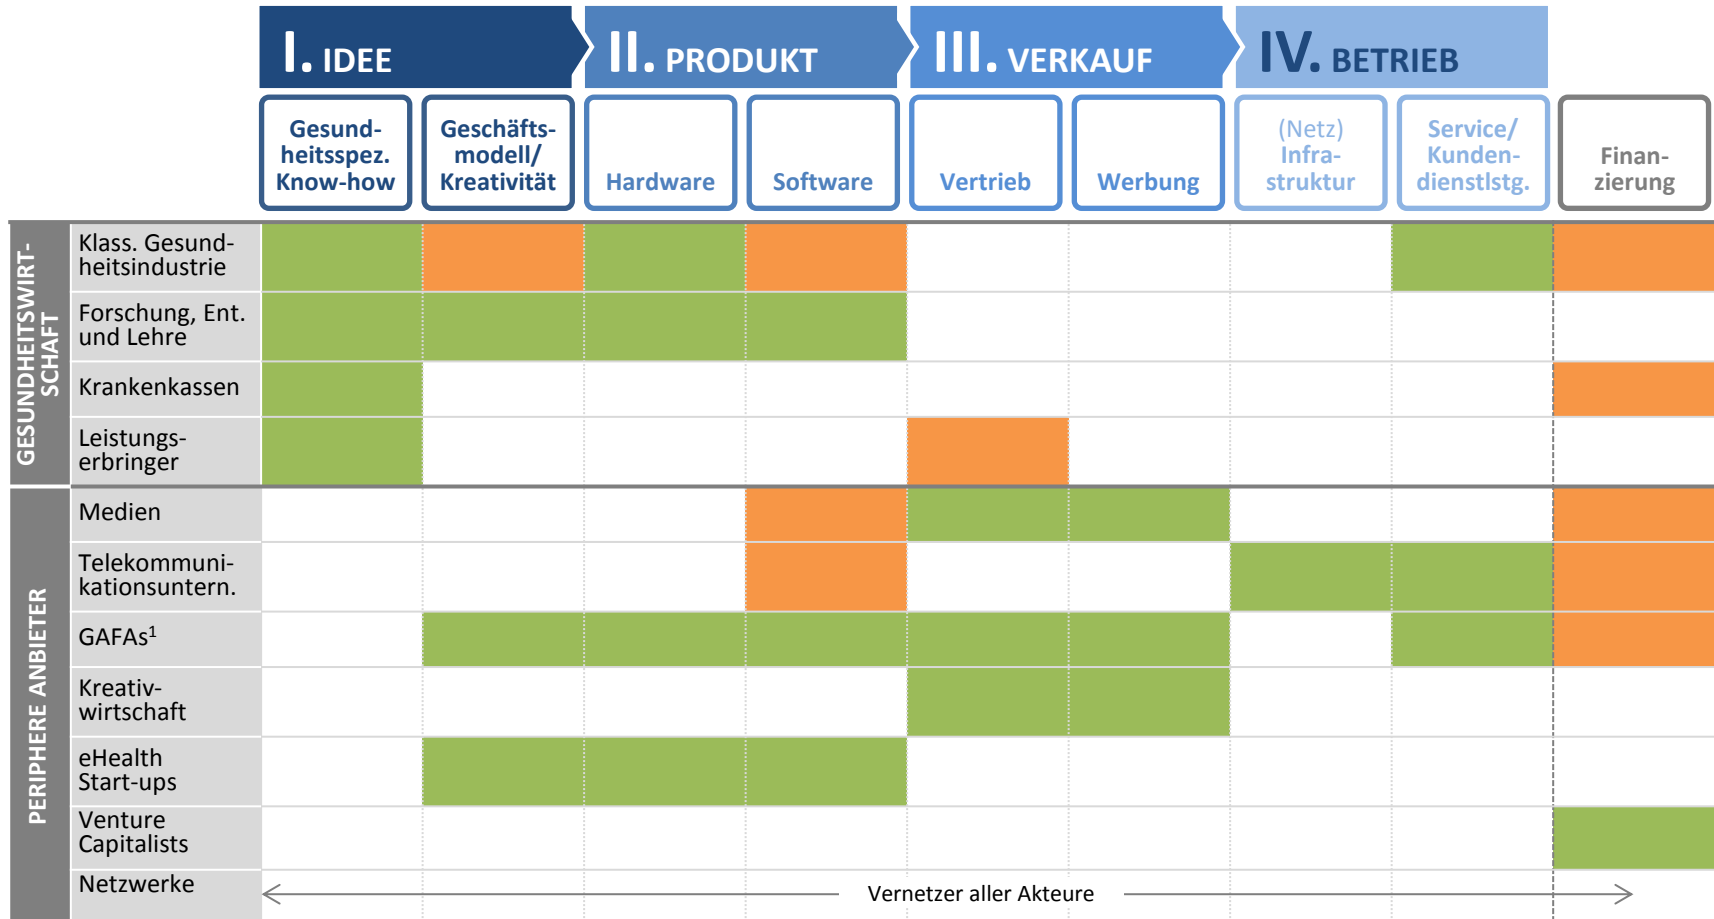 I. IDEE
II. PRODUKT
III. VERKAUF
IV. BETRIEB
Gesund-
heitsspez.
Know-how
Geschäfts-
modell/
Kreativität
Hardware
Software
Vertrieb
Werbung
(Netz)
Infra-
struktur
Service/
Kunden-
dienstlstg.
Finan-
zierung
GESUNDHEITSWIRT-
SCHAFT
Klass. Gesund-
heitsindustrie
Forschung, Ent.
und Lehre
Krankenkassen
Leistungs-
erbringer
PERIPHERE ANBIETER
Medien
Telekommuni-
kationsuntern.
GAFAs¹
Kreativ-
wirtschaft
eHealth
Start-ups
Venture
Capitalists
Netzwerke
Vernetzer aller Akteure